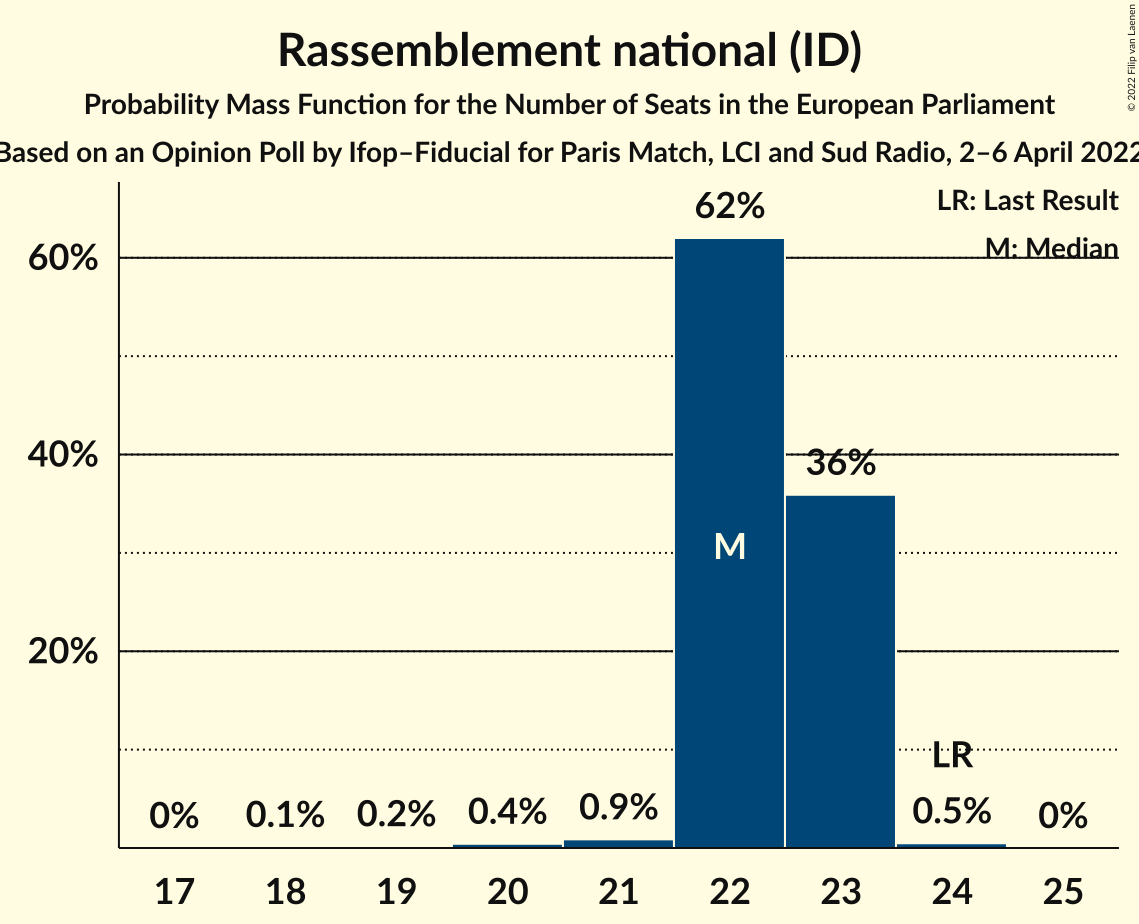 Rassemblement national (ID)
Probability Mass Function for the Number of Seats in the European Parliament
Based on an Opinion Poll by Ifop–Fiducial for Paris Match, LCI and Sud Radio, 2–6 April 2022
© 2022 Filip van Laenen
LR: Last Result
M: Median
60%
40%
20%
62%
36%
M
LR
0%
0.1%
0.2%
0.4%
0.9%
0.5%
0%
17
18
19
20
21
22
23
24
25